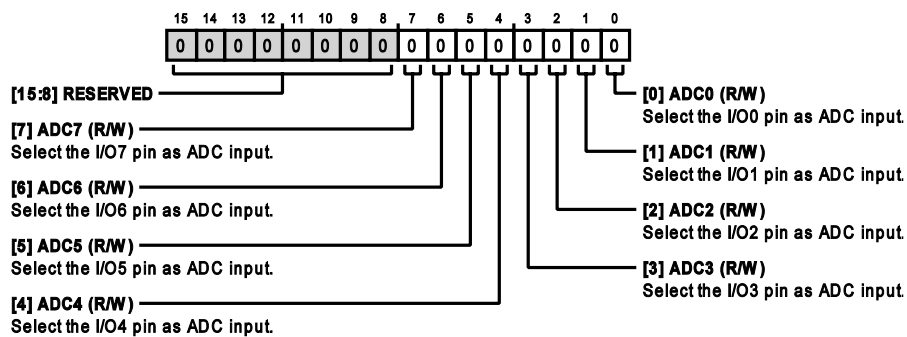 15 14 13 12 11 10 9 8 7 6 5 4 3 2 1 0
0 0 0 0 0 0 0 0 0 0 0 0 0 0 0 0
[15:8] RESERVED
[7] ADC7 (R/W)
Select the I/O7 pin as ADC input.
[6] ADC6 (R/W)
Select the I/O6 pin as ADC input.
[5] ADC5 (R/W)
Select the I/O5 pin as ADC input.
[4] ADC4 (R/W)
Select the I/O4 pin as ADC input.
[0] ADC0 (R/W)
Select the I/O0 pin as ADC input.
[1] ADC1 (R/W)
Select the I/O1 pin as ADC input.
[2] ADC2 (R/W)
Select the I/O2 pin as ADC input.
[3] ADC3 (R/W)
Select the I/O3 pin as ADC input.